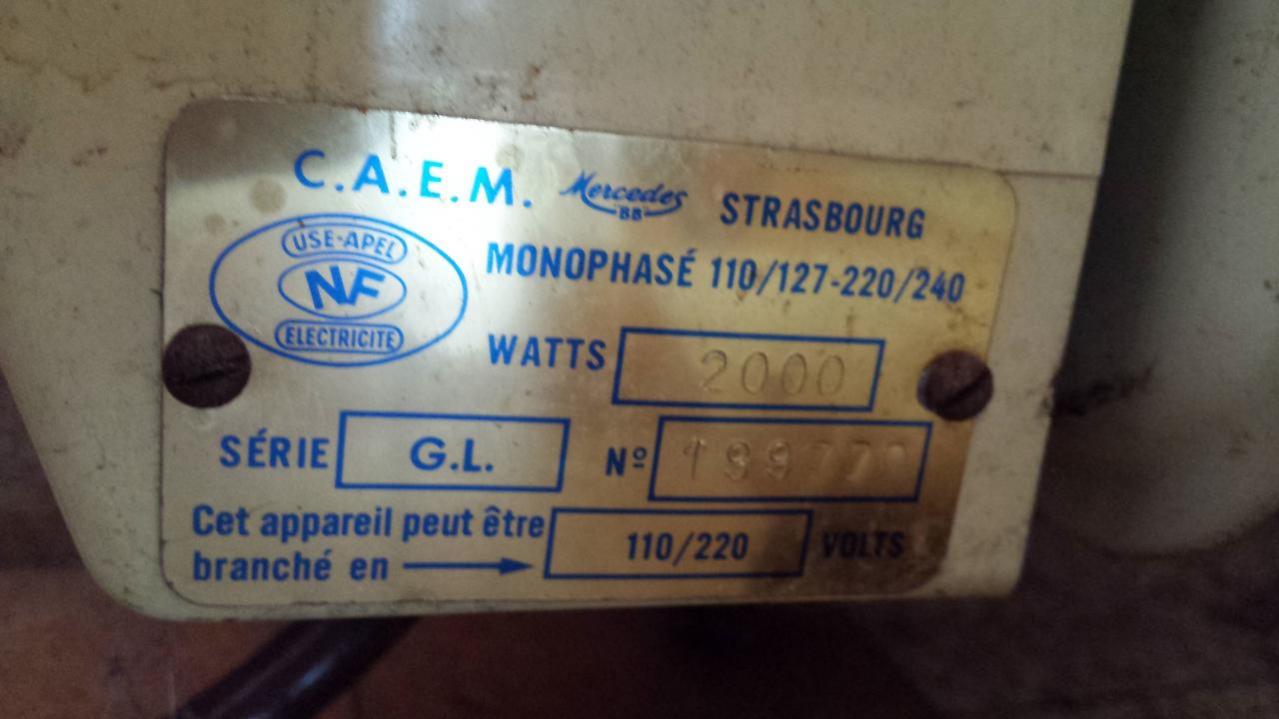 C.A.E.M. Mercedes STRASBOURG
BB
USE-APEL
NF
ELECTRICITE
MONOPHASÉ 110/127-220/240
WATTS 2000
SÉRIE G.L. Nº
Cet appareil peut être
branché en 110/220 VOLTS